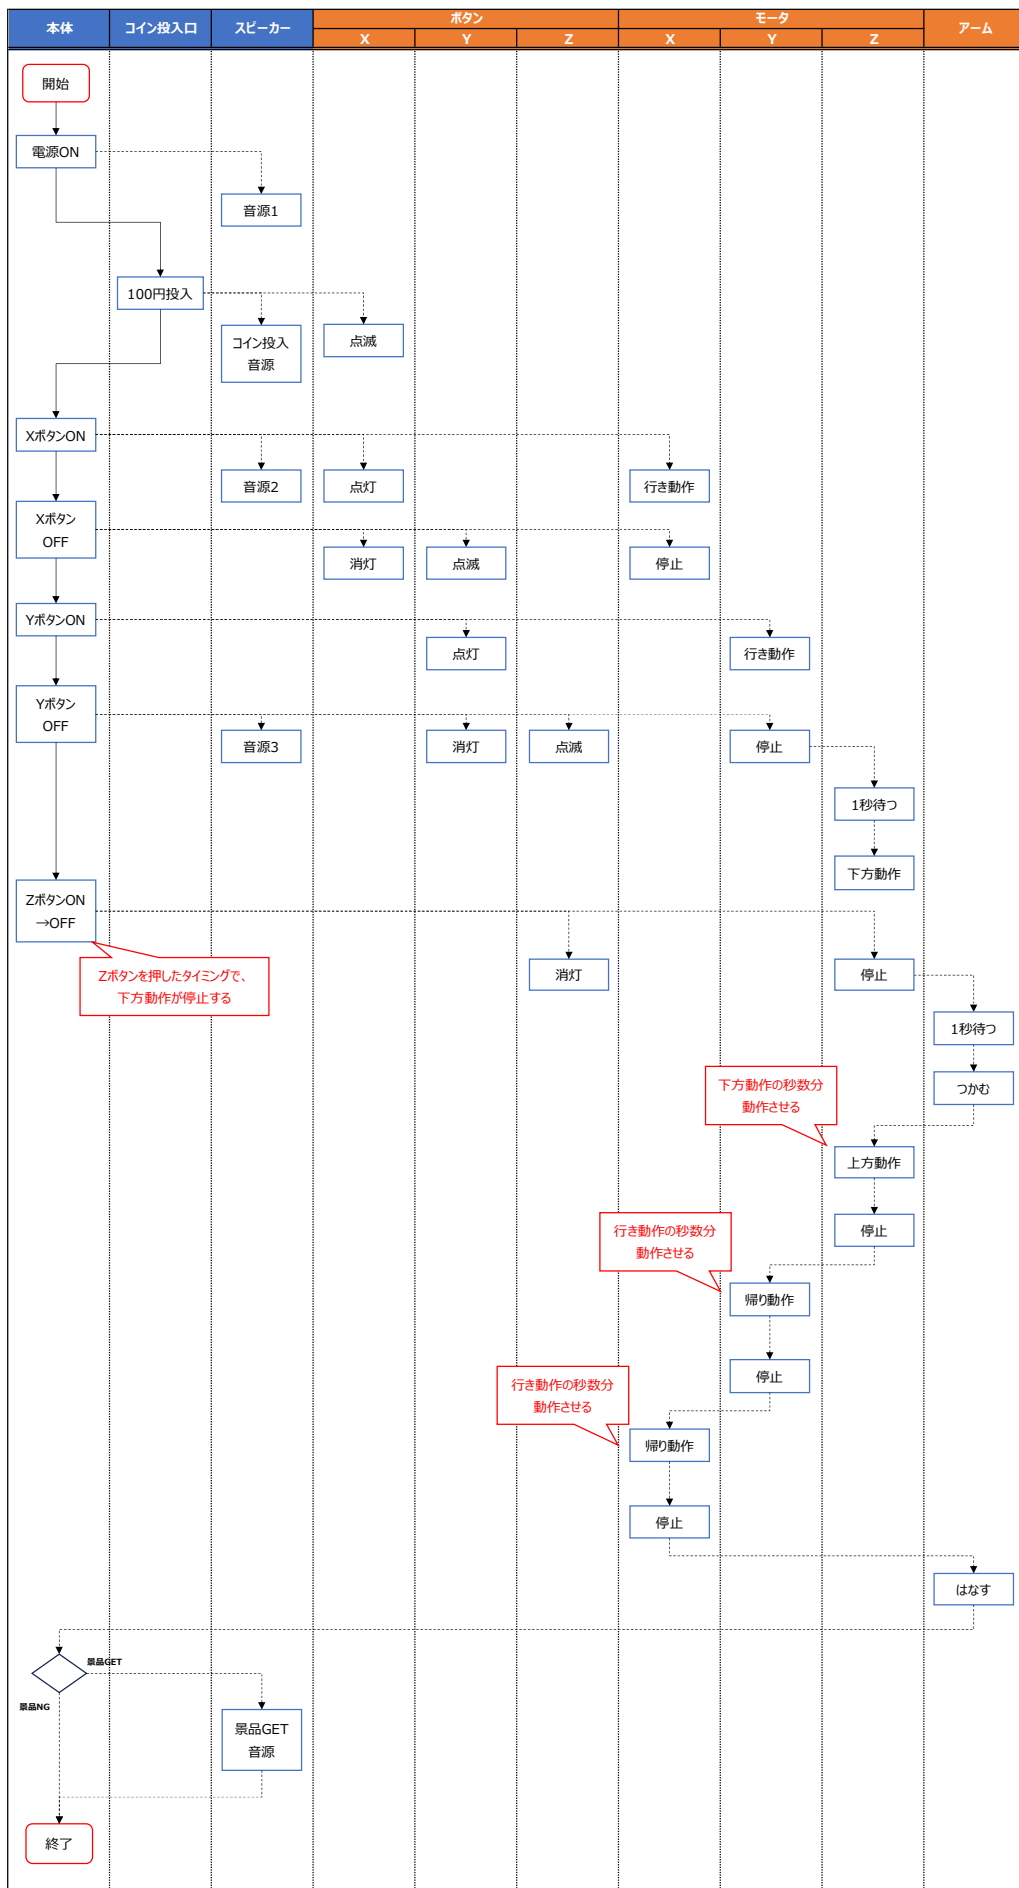 本体
コイン投入口
スピーカー
ボタン
モータ
アーム
X
Y
Z
X
Y
Z
開始
電源ON
音源1
100円投入
コイン投入
音源
点滅
XボタンON
音源2
点灯
行き動作
Xボタン
OFF
消灯
点滅
停止
YボタンON
点灯
行き動作
Yボタン
OFF
音源3
消灯
点滅
停止
1秒待つ
下方動作
ZボタンON
→OFF
Zボタンを押したタイミングで、
下方動作が停止する
消灯
停止
1秒待つ
つかむ
下方動作の秒数分
動作させる
上方動作
停止
行き動作の秒数分
動作させる
帰り動作
停止
行き動作の秒数分
動作させる
帰り動作
停止
はなす
景品GET
景品NG
景品GET
音源
終了